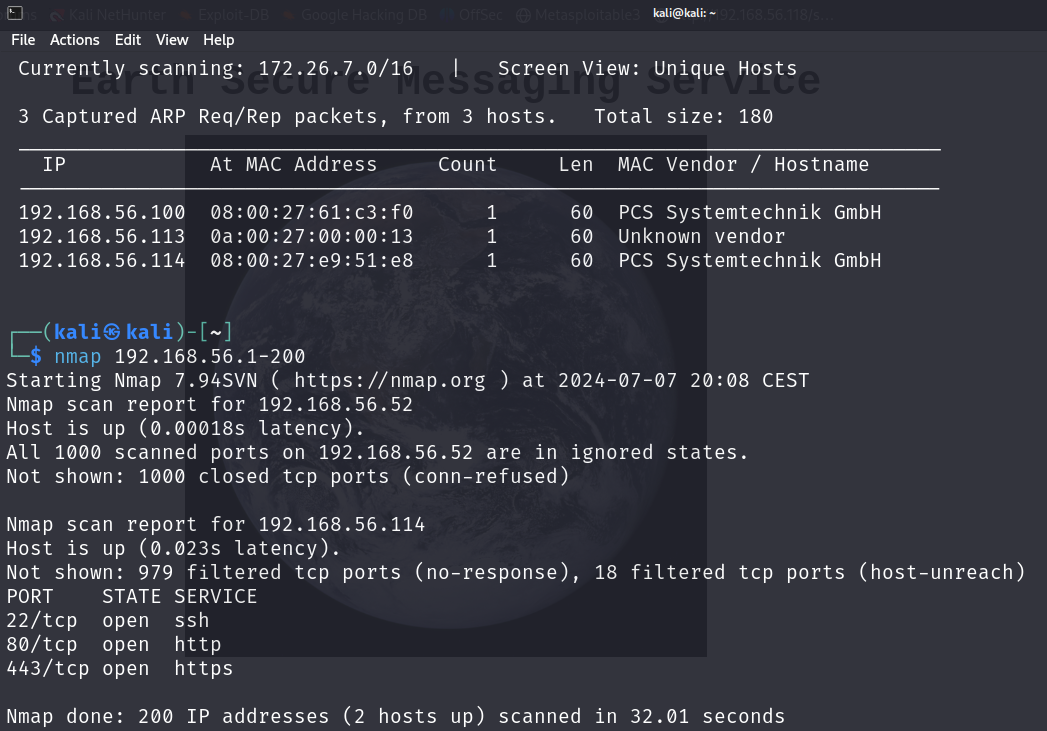 ns Kali NetHunter Exploit-DB Google Hacking DB OffSec Metasploitable3 192.168.56.118/s...
kali@kali: ~
File Actions Edit View Help
Earth Secure Messaging Service
Currently scanning: 172.26.7.0/16 | Screen View: Unique Hosts
3 Captured ARP Req/Rep packets, from 3 hosts. Total size: 180
IP At MAC Address Count Len MAC Vendor / Hostname
192.168.56.100 08:00:27:61:c3:f0 1 60 PCS Systemtechnik GmbH
192.168.56.113 0a:00:27:00:00:13 1 60 Unknown vendor
192.168.56.114 08:00:27:e9:51:e8 1 60 PCS Systemtechnik GmbH
┌──(kali㉿kali)-[~]
└─$ nmap 192.168.56.1-200
Starting Nmap 7.94SVN ( https://nmap.org ) at 2024-07-07 20:08 CEST
Nmap scan report for 192.168.56.52
Host is up (0.00018s latency).
All 1000 scanned ports on 192.168.56.52 are in ignored states.
Not shown: 1000 closed tcp ports (conn-refused)
Nmap scan report for 192.168.56.114
Host is up (0.023s latency).
Not shown: 979 filtered tcp ports (no-response), 18 filtered tcp ports (host-unreach)
PORT STATE SERVICE
22/tcp open ssh
80/tcp open http
443/tcp open https
Nmap done: 200 IP addresses (2 hosts up) scanned in 32.01 seconds